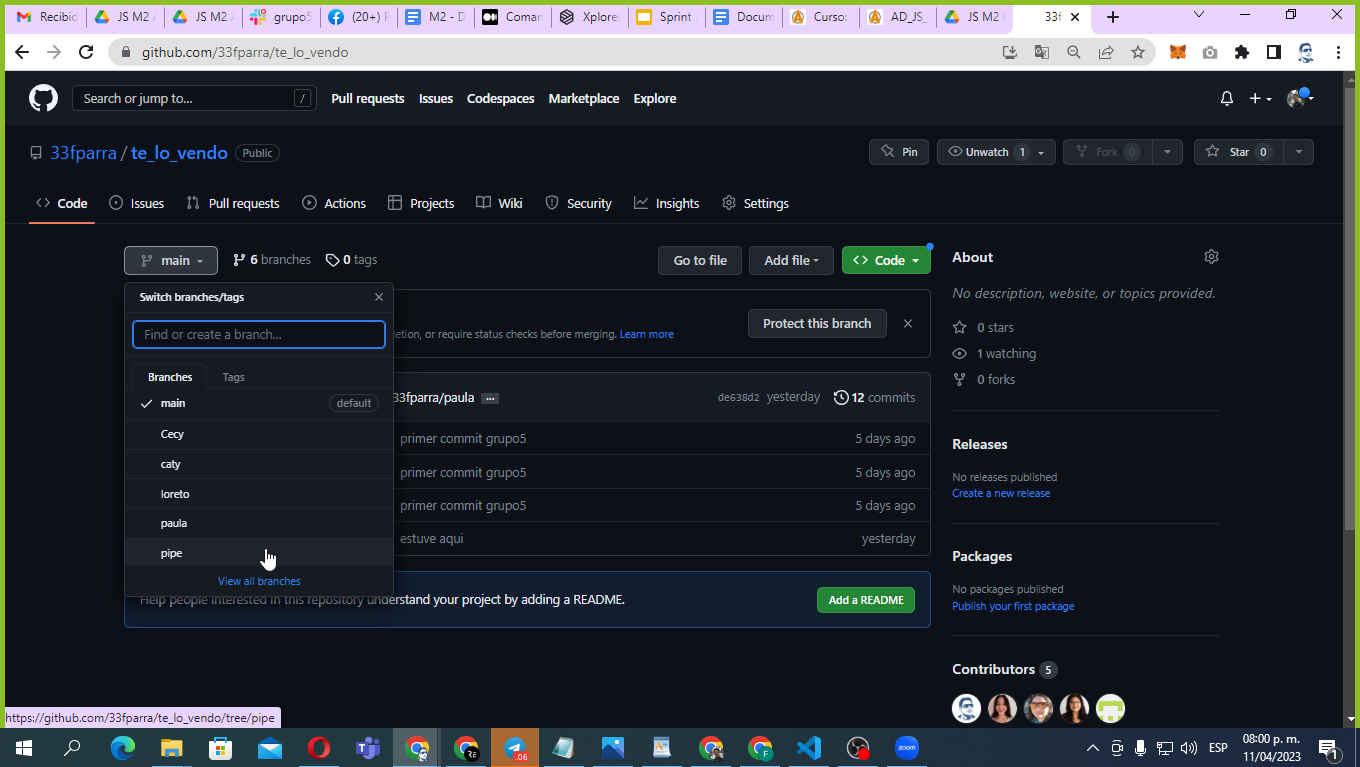 Recibid
JS M2 A
JS M2 A
grupo5
(20+) F
M2 - D
Coman
Xplore
Sprint
Docum
Curso:
AD_JS_
JS M2
33f
github.com/33fparra/te_lo_vendo
Search or jump to...
/
Pull requests
Issues
Codespaces
Marketplace
Explore
33fparra / te_lo_vendo
Public
Pin
Unwatch 1
Fork 0
Star 0
Code
Issues
Pull requests
Actions
Projects
Wiki
Security
Insights
Settings
main
6 branches
0 tags
Go to file
Add file
Code
Switch branches/tags
Find or create a branch...
Branches
Tags
main
default
Cecy
caty
loreto
paula
pipe
View all branches
etion, or require status checks before merging. Learn more
Protect this branch
33fparra/paula
...
de638d2 yesterday
12 commits
primer commit grupo5
5 days ago
primer commit grupo5
5 days ago
primer commit grupo5
5 days ago
estuve aqui
yesterday
Help people interested in this repository understand your project by adding a README.
Add a README
About
No description, website, or topics provided.
0 stars
1 watching
0 forks
Releases
No releases published
Create a new release
Packages
No packages published
Publish your first package
Contributors 5
https://github.com/33fparra/te_lo_vendo/tree/pipe
.06
RE
F
zoom
ESP
08:00 p. m.
11/04/2023
1